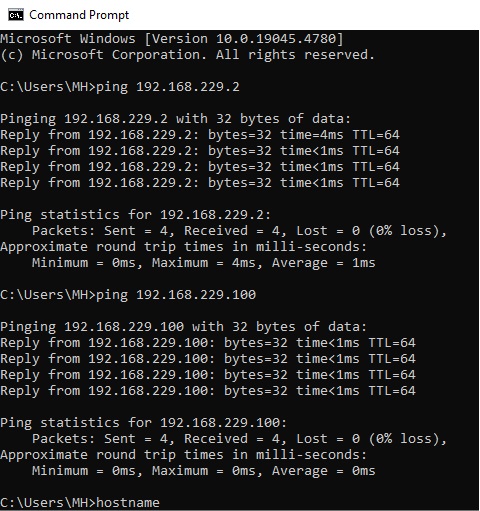 Command Prompt
Microsoft Windows [Version 10.0.19045.4780]
(c) Microsoft Corporation. All rights reserved.
C:\Users\MH>ping 192.168.229.2
Pinging 192.168.229.2 with 32 bytes of data:
Reply from 192.168.229.2: bytes=32 time=4ms TTL=64
Reply from 192.168.229.2: bytes=32 time<1ms TTL=64
Reply from 192.168.229.2: bytes=32 time<1ms TTL=64
Reply from 192.168.229.2: bytes=32 time<1ms TTL=64
Ping statistics for 192.168.229.2:
    Packets: Sent = 4, Received = 4, Lost = 0 (0% loss),
Approximate round trip times in milli-seconds:
    Minimum = 0ms, Maximum = 4ms, Average = 1ms
C:\Users\MH>ping 192.168.229.100
Pinging 192.168.229.100 with 32 bytes of data:
Reply from 192.168.229.100: bytes=32 time<1ms TTL=64
Reply from 192.168.229.100: bytes=32 time<1ms TTL=64
Reply from 192.168.229.100: bytes=32 time<1ms TTL=64
Reply from 192.168.229.100: bytes=32 time<1ms TTL=64
Ping statistics for 192.168.229.100:
    Packets: Sent = 4, Received = 4, Lost = 0 (0% loss),
Approximate round trip times in milli-seconds:
    Minimum = 0ms, Maximum = 0ms, Average = 0ms
C:\Users\MH>hostname